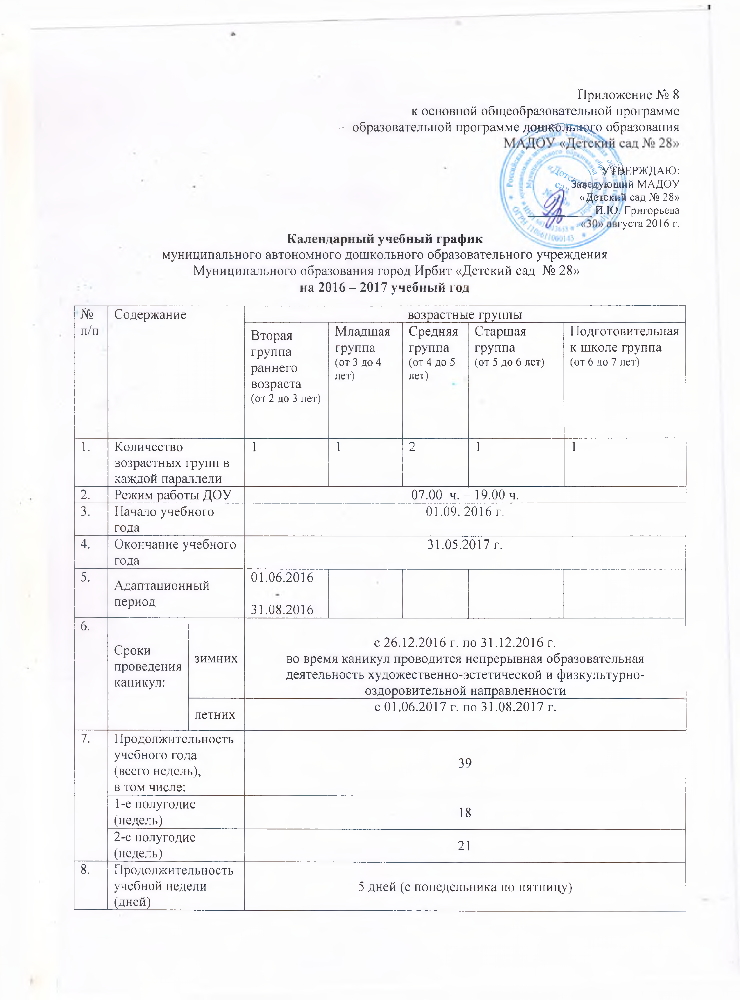 Приложение № 8
к основной общеобразовательной программе
– образовательной программе дошкольного образования
МАДОУ «Детский сад № 28»
УТВЕРЖДАЮ:
Заведующий МАДОУ
«Детский сад № 28»
И.Ю. Григорьева
«30» августа 2016 г.
Календарный учебный график
муниципального автономного дошкольного образовательного учреждения
Муниципального образования город Ирбит «Детский сад № 28»
на 2016 – 2017 учебный год
№ п/п
Содержание
возрастные группы
Вторая
группа
раннего
возраста
(от 2 до 3 лет)
Младшая
группа
(от 3 до 4
лет)
Средняя
группа
(от 4 до 5
лет)
Старшая
группа
(от 5 до 6 лет)
Подготовительная
к школе группа
(от 6 до 7 лет)
1.
Количество
возрастных групп в
каждой параллели
1
1
2
1
1
2.
Режим работы ДОУ
07.00 ч. – 19.00 ч.
3.
Начало учебного
года
01.09. 2016 г.
4.
Окончание учебного
года
31.05.2017 г.
5.
Адаптационный
период
01.06.2016
-
31.08.2016
6.
Сроки
проведения
каникул:
зимних
с 26.12.2016 г. по 31.12.2016 г.
во время каникул проводится непрерывная образовательная
деятельность художественно-эстетической и физкультурно-
оздоровительной направленности
летних
с 01.06.2017 г. по 31.08.2017 г.
7.
Продолжительность
учебного года
(всего недель),
в том числе:
39
1-е полугодие
(недель)
18
2-е полугодие
(недель)
21
8.
Продолжительность
учебной недели
(дней)
5 дней (с понедельника по пятницу)